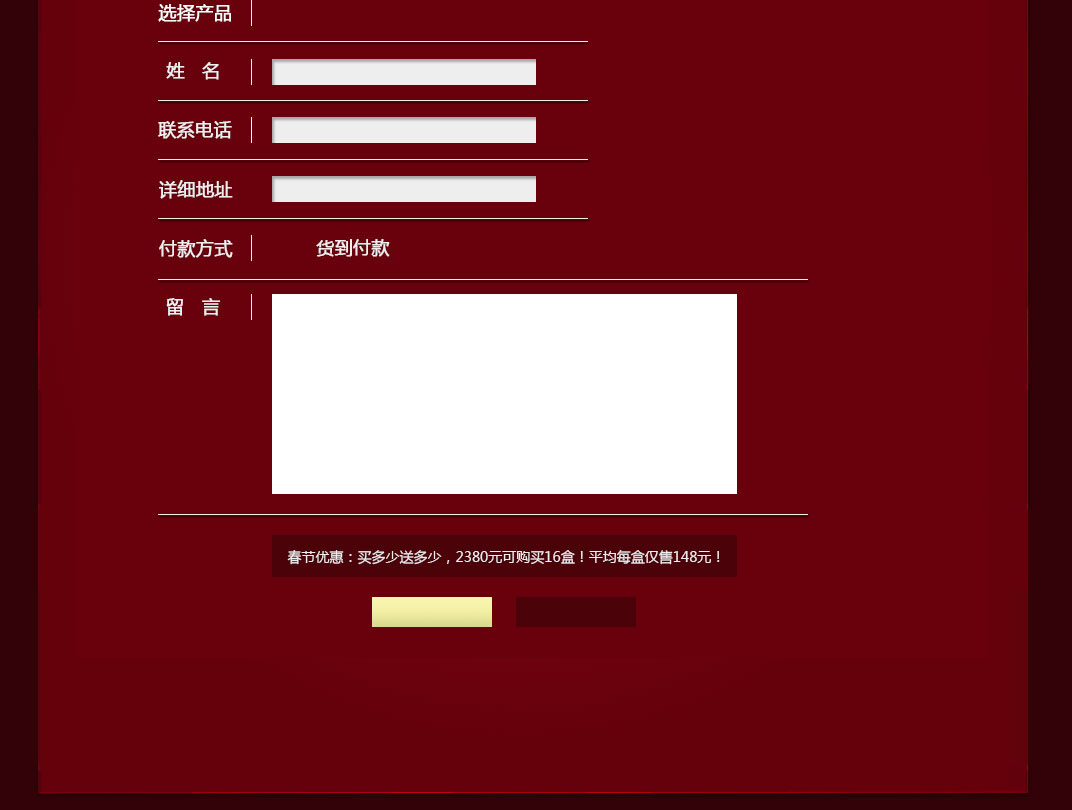 选择产品
姓 名
联系电话
详细地址
付款方式 货到付款
留 言
春节优惠：买多少送多少，2380元可购买16盒！平均每盒仅售148元！